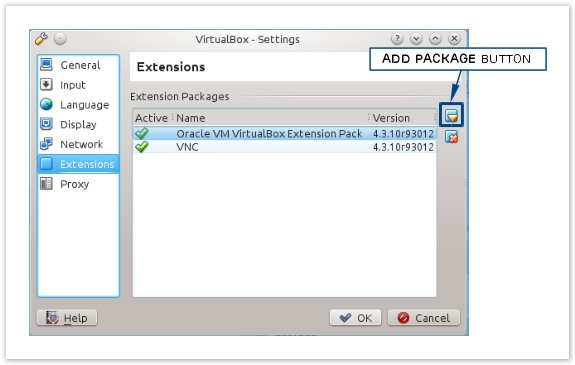 VirtualBox - Settings
ADD PACKAGE BUTTON
General
Input
Language
Display
Network
Extensions
Proxy
Extensions
Extension Packages
Active Name Version
Oracle VM VirtualBox Extension Pack 4.3.10r93012
VNC 4.3.10r93012
Help OK Cancel